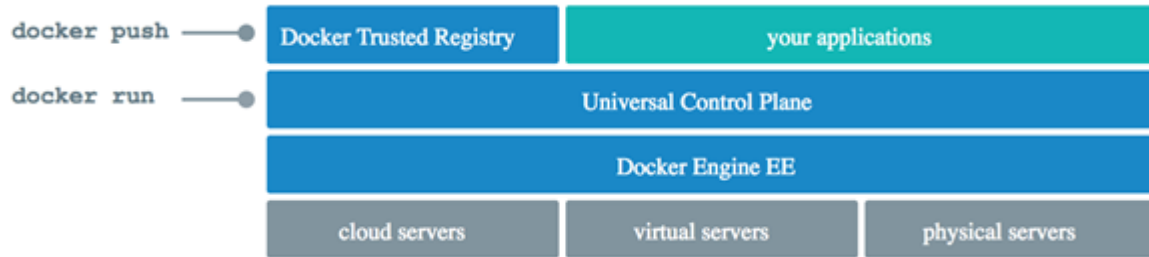 docker push Docker Trusted Registry your applications
docker run Universal Control Plane
Docker Engine EE
cloud servers virtual servers physical servers